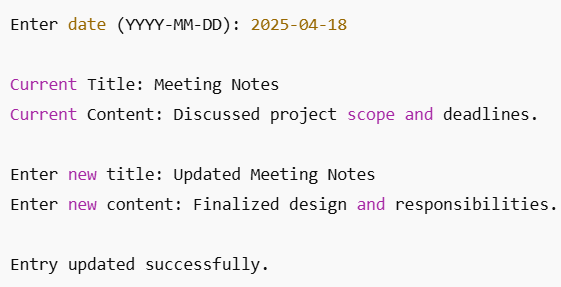 Enter date (YYYY-MM-DD): 2025-04-18
Current Title: Meeting Notes
Current Content: Discussed project scope and deadlines.
Enter new title: Updated Meeting Notes
Enter new content: Finalized design and responsibilities.
Entry updated successfully.